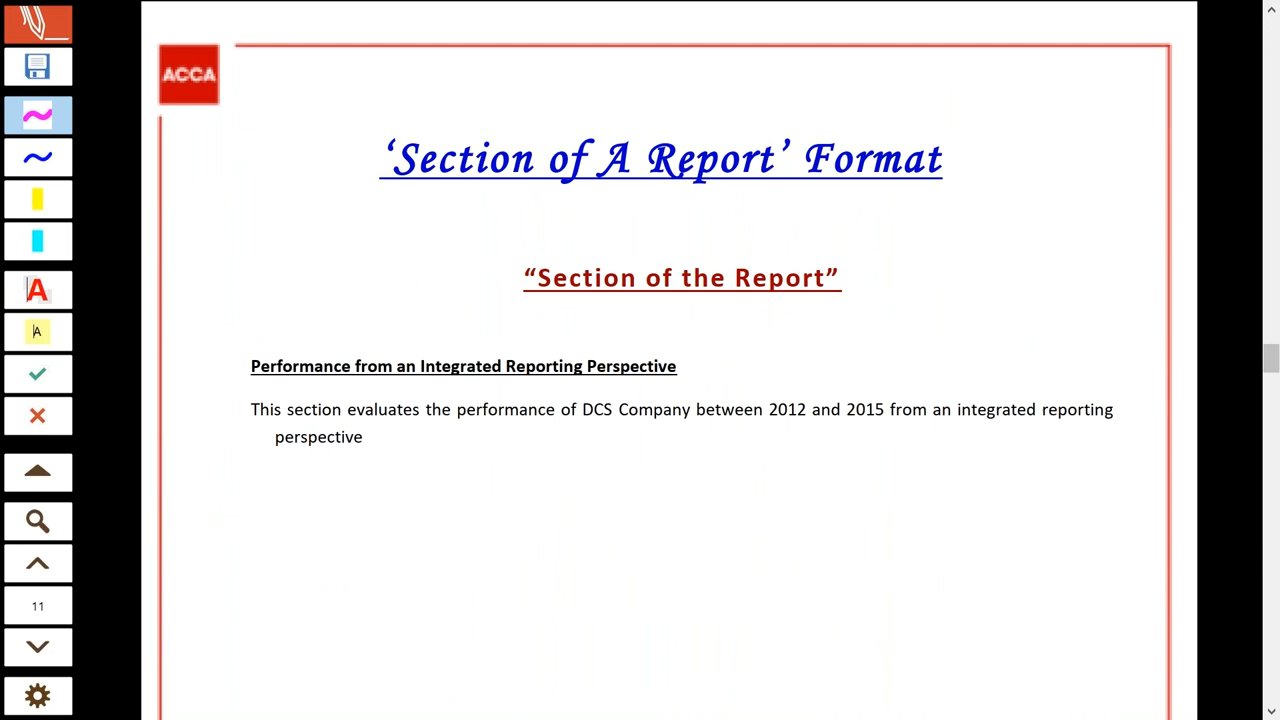 ACCA
‘Section of A Report’ Format
“Section of the Report”
Performance from an Integrated Reporting Perspective
This section evaluates the performance of DCS Company between 2012 and 2015 from an integrated reporting
perspective
A
A
11